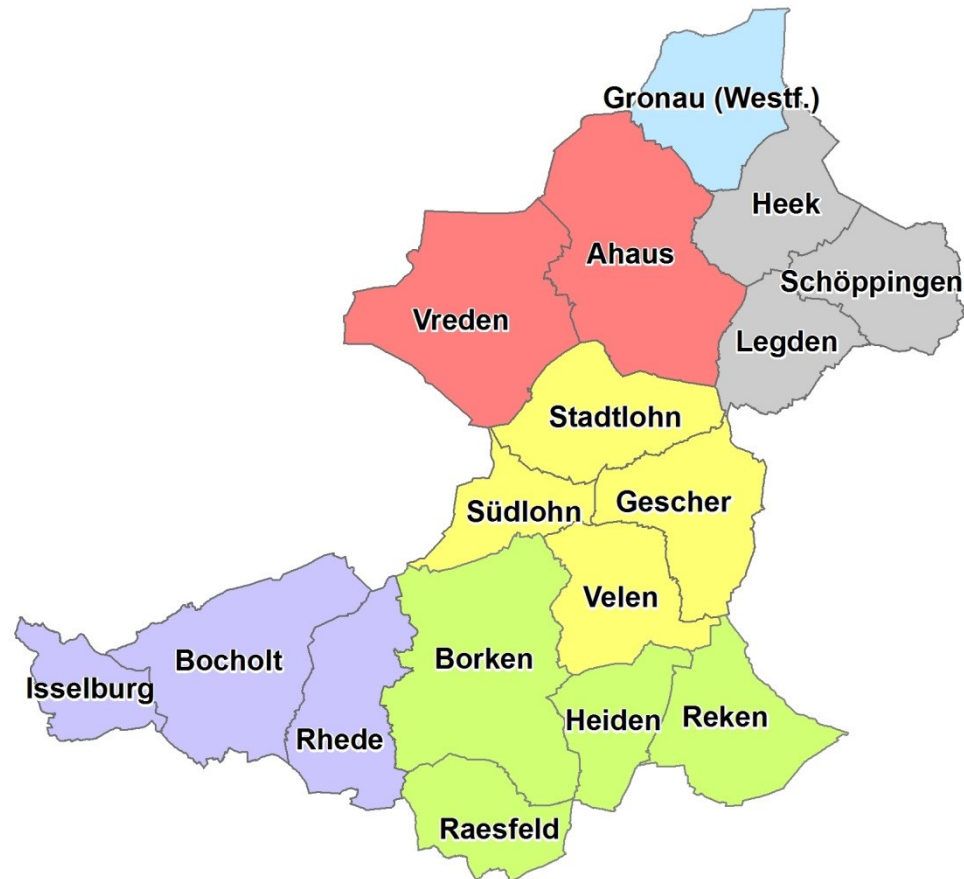 Gronau (Westf.)
Heek
Ahaus
Schöppingen
Vreden
Legden
Stadtlohn
Südlohn
Gescher
Velen
Bocholt
Borken
Isselburg
Heiden
Reken
Rhede
Raesfeld